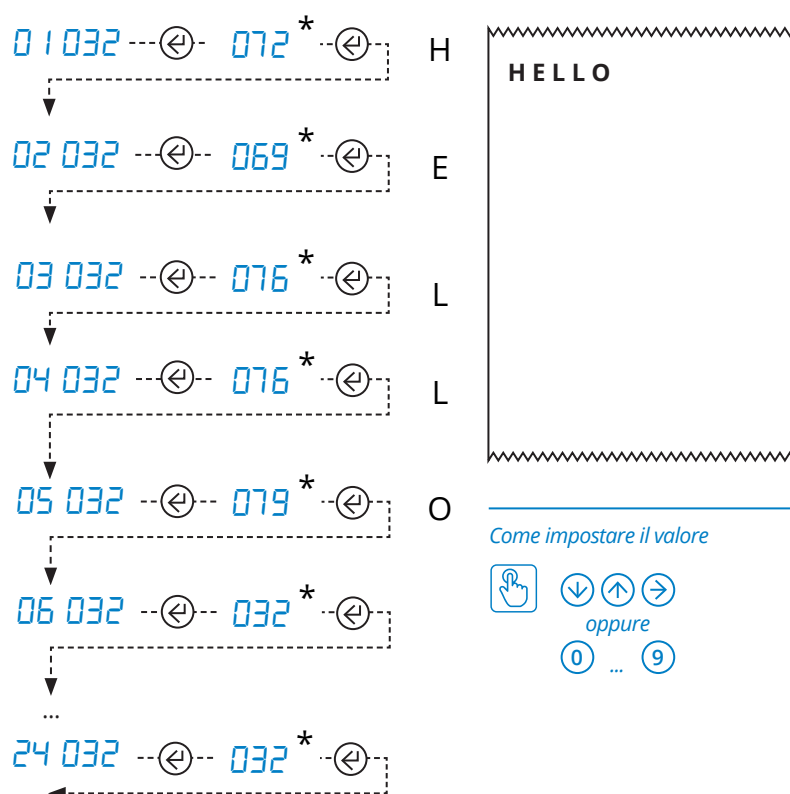 01 032 072 * H
HELLO
02 032 069 * E
03 032 076 * L
04 032 076 * L
05 032 079 * O
Come impostare il valore
06 032 032 *
oppure
0 ... 9
...
24 032 032 *